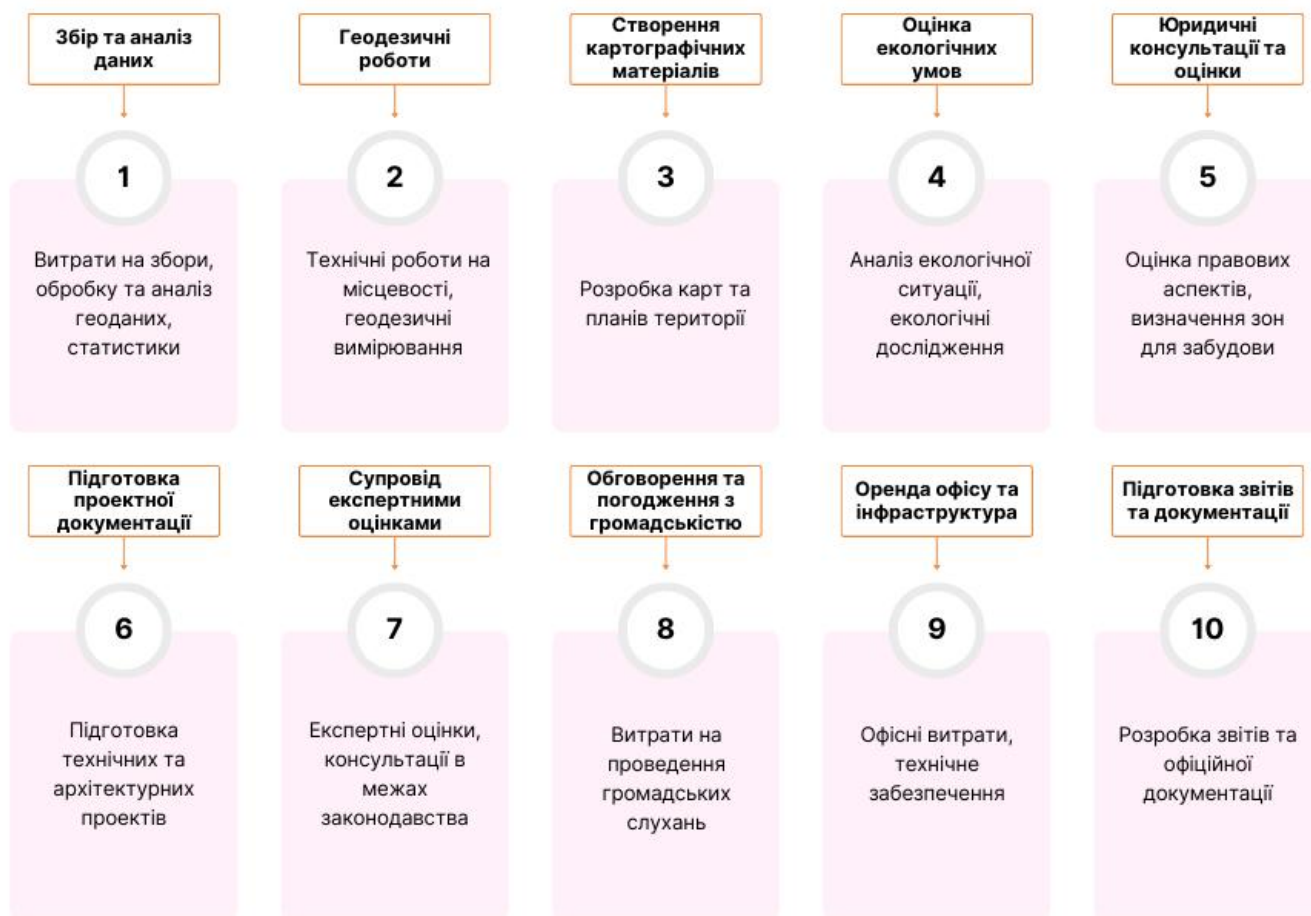 Збір та аналіз
даних
1
Витрати на збори,
обробку та аналіз
геоданих,
статистики
Геодезичні
роботи
2
Технічні роботи на
місцевості,
геодезичні
вимірювання
Створення
картографічних
матеріалів
3
Розробка карт та
планів території
Оцінка
екологічних
умов
4
Аналіз екологічної
ситуації,
екологічні
дослідження
Юридичні
консультації та
оцінки
5
Оцінка правових
аспектів,
визначення зон
для забудови
Підготовка
проектної
документації
6
Підготовка
технічних та
архітектурних
проектів
Супровід
експертними
оцінками
7
Експертні оцінки,
консультації в
межах
законодавства
Обговорення та
погодження з
громадськістю
8
Витрати на
проведення
громадських
слухань
Оренда офісу та
інфраструктура
9
Офісні витрати,
технічне
забезпечення
Підготовка звітів
та документації
10
Розробка звітів та
офіційної
документації